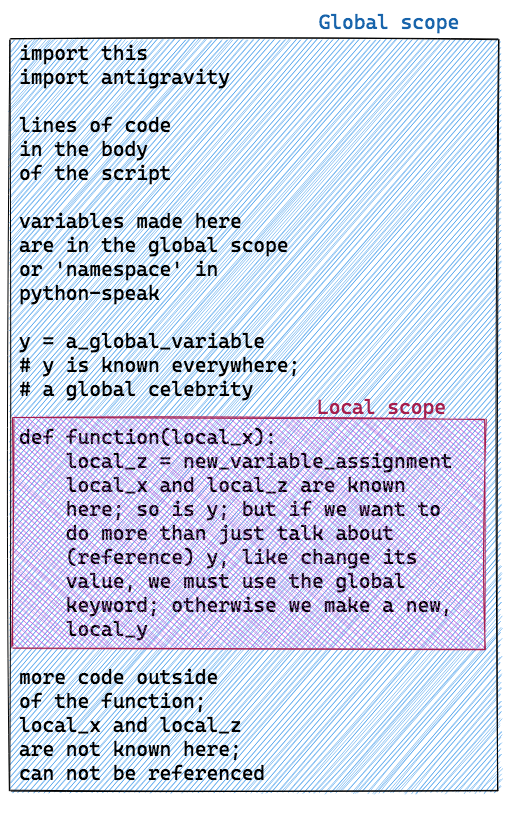 Global scope
import this
import antigravity
lines of code
in the body
of the script
variables made here
are in the global scope
or 'namespace' in
python-speak
y = a_global_variable
# y is known everywhere;
# a global celebrity
Local scope
def function(local_x):
local_z = new_variable_assignment
local_x and local_z are known
here; so is y; but if we want to
do more than just talk about
(reference) y, like change its
value, we must use the global
keyword; otherwise we make a new,
local_y
more code outside
of the function;
local_x and local_z
are not known here;
can not be referenced